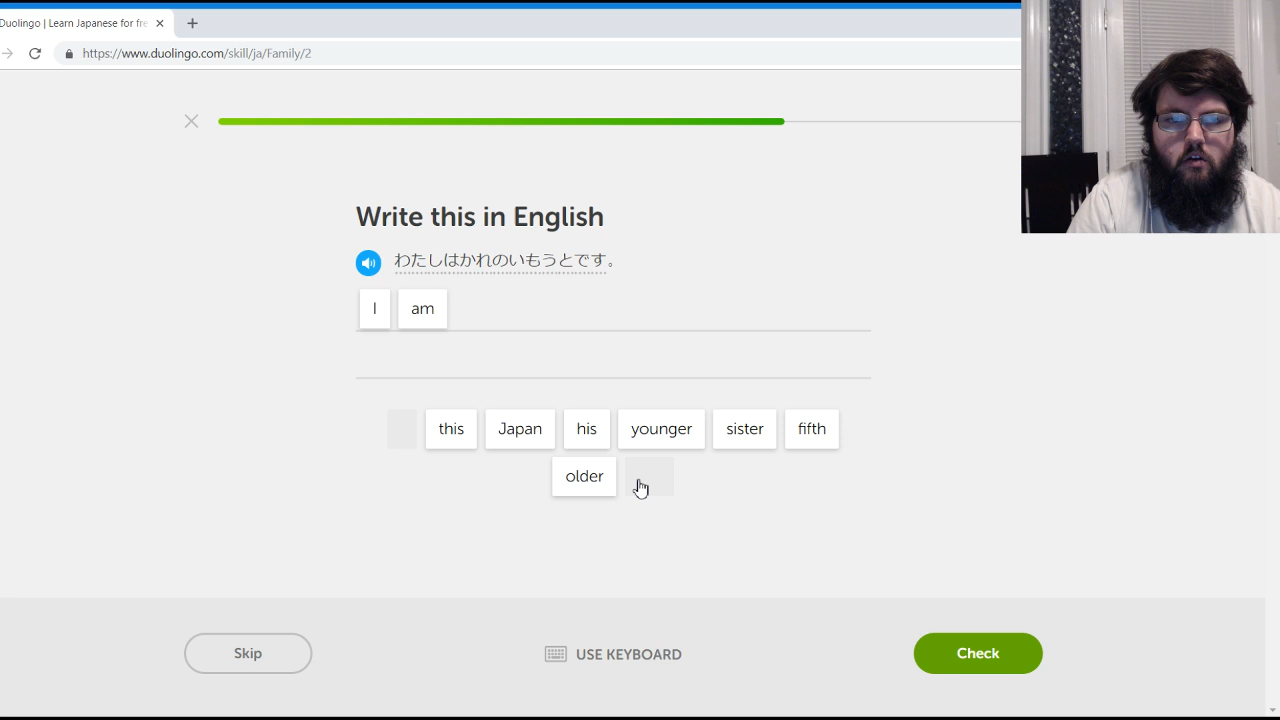 Duolingo | Learn Japanese for fre
https://www.duolingo.com/skill/ja/Family/2
Write this in English
わたしはかれのいもうとです。
I am
this Japan his younger sister fifth
older
Skip
USE KEYBOARD
Check